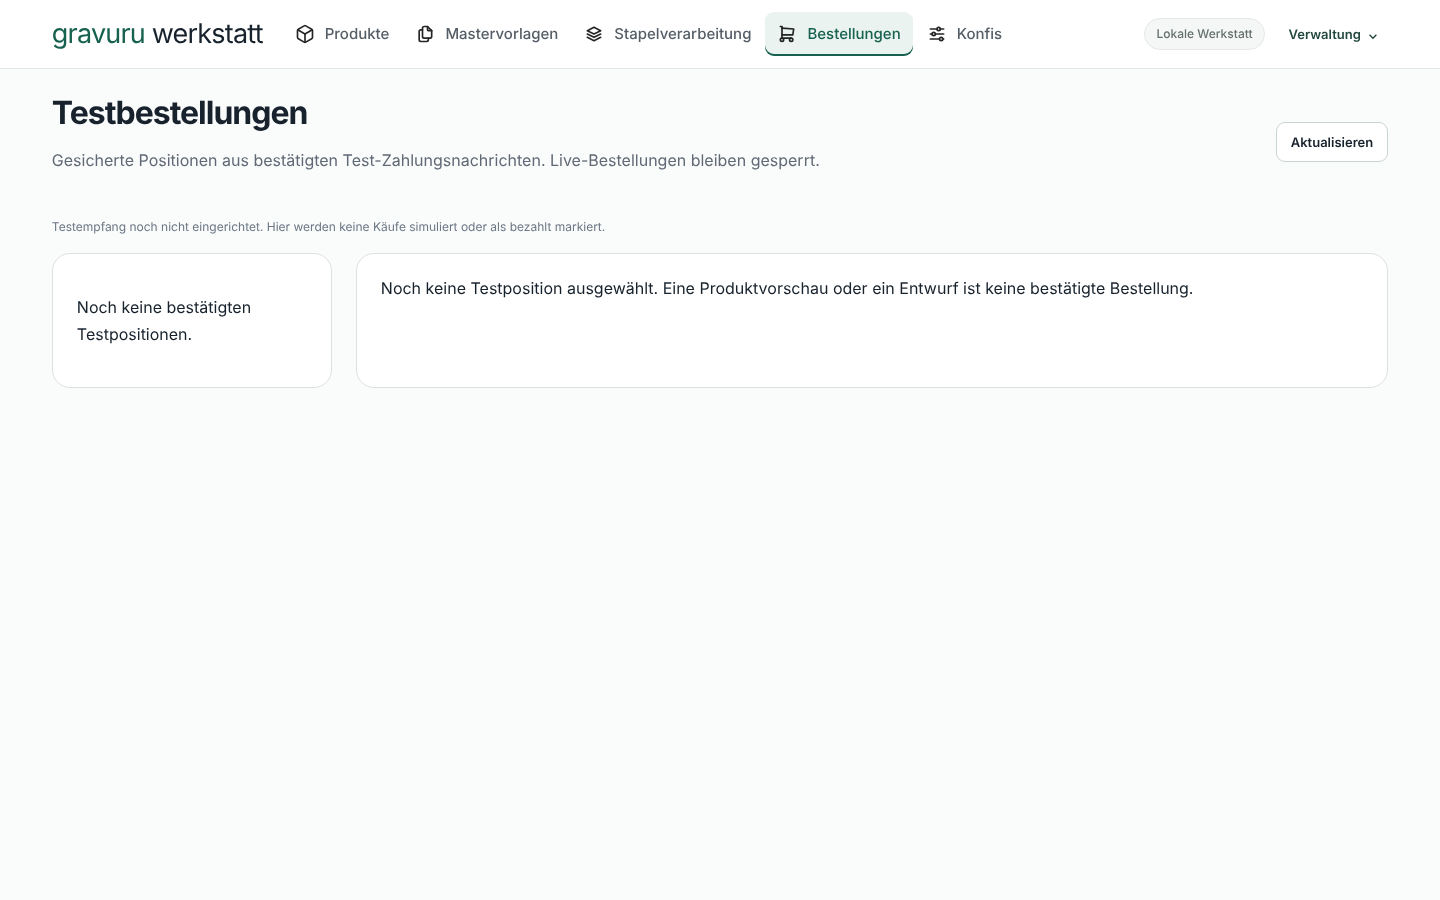 gravuru werkstatt
Produkte
Mastervorlagen
Stapelverarbeitung
Bestellungen
Konfis
Lokale Werkstatt
Verwaltung
Testbestellungen
Gesicherte Positionen aus bestätigten Test-Zahlungsnachrichten. Live-Bestellungen bleiben gesperrt.
Aktualisieren
Testempfang noch nicht eingerichtet. Hier werden keine Käufe simuliert oder als bezahlt markiert.
Noch keine bestätigten
Testpositionen.
Noch keine Testposition ausgewählt. Eine Produktvorschau oder ein Entwurf ist keine bestätigte Bestellung.